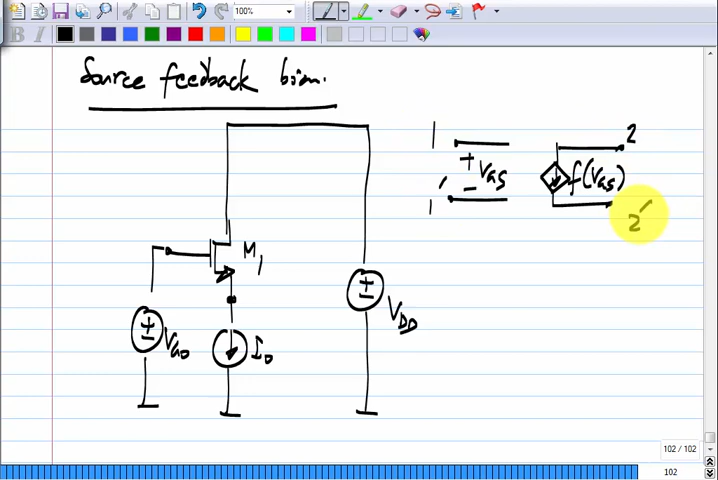 100%
B I
Source feedback bias.
1 2
+ VGS f(VGS)
-
1' 2'
M1
+
-
VG0
I0
+
-
VDD
102 / 102
102